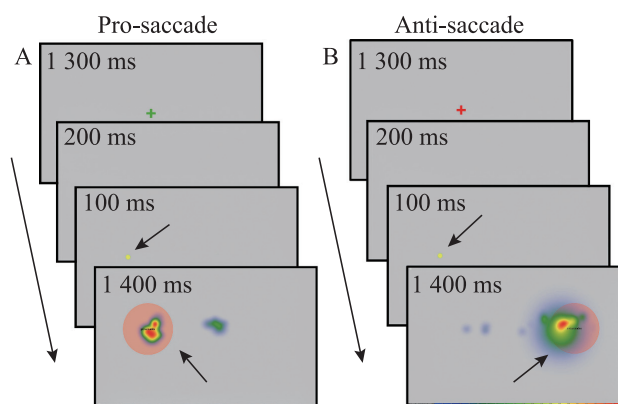 Pro-saccade
A
1 300 ms
200 ms
100 ms
1 400 ms
Anti-saccade
B
1 300 ms
200 ms
100 ms
1 400 ms